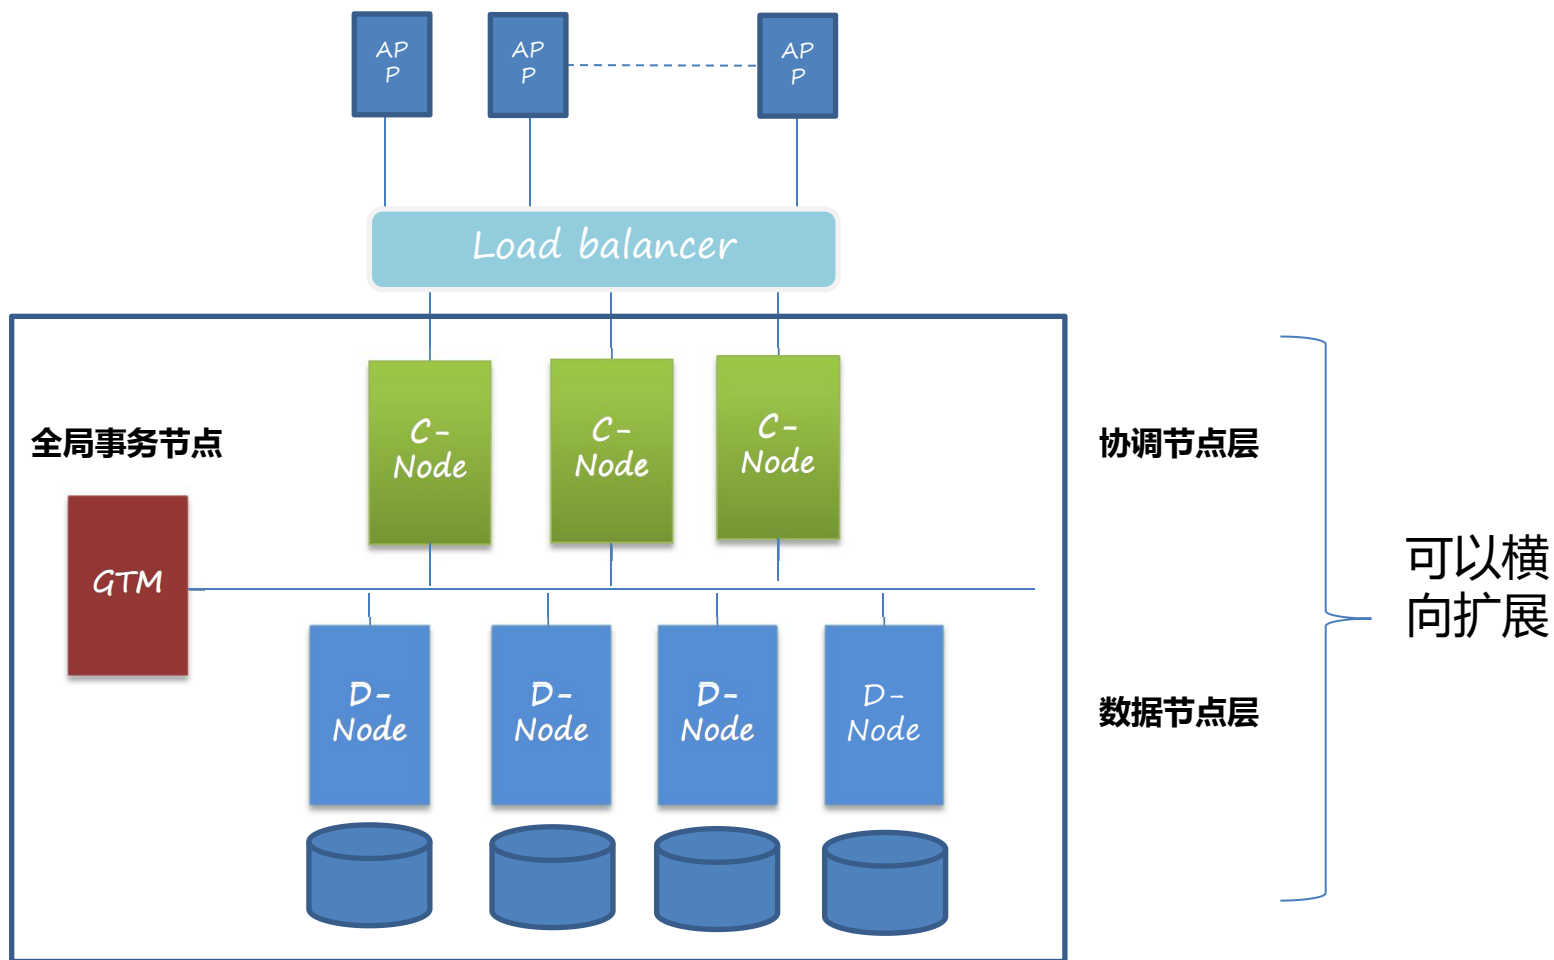 AP
P
AP
P
AP
P
Load balancer
全局事务节点
C-
Node
C-
Node
C-
Node
协调节点层
GTM
可以横
向扩展
D-
Node
D-
Node
D-
Node
D-
Node
数据节点层